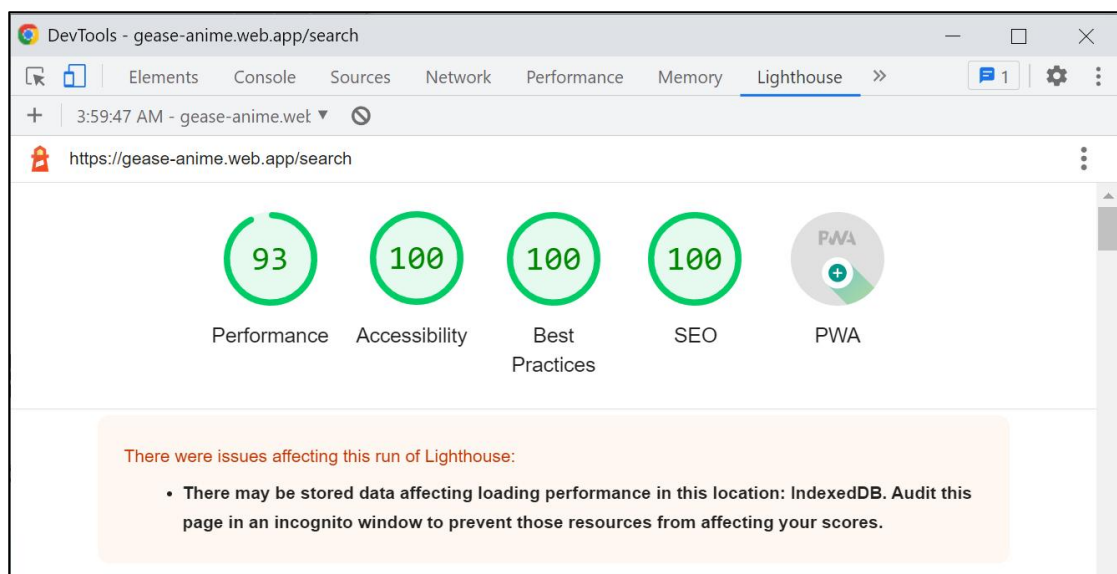 DevTools - gease-anime.web.app/search
Elements Console Sources Network Performance Memory Lighthouse 1
3:59:47 AM - gease-anime.wel
https://gease-anime.web.app/search
93 100 100 100 PWA
Performance Accessibility Best Practices SEO PWA
There were issues affecting this run of Lighthouse:
• There may be stored data affecting loading performance in this location: IndexedDB. Audit this
page in an incognito window to prevent those resources from affecting your scores.